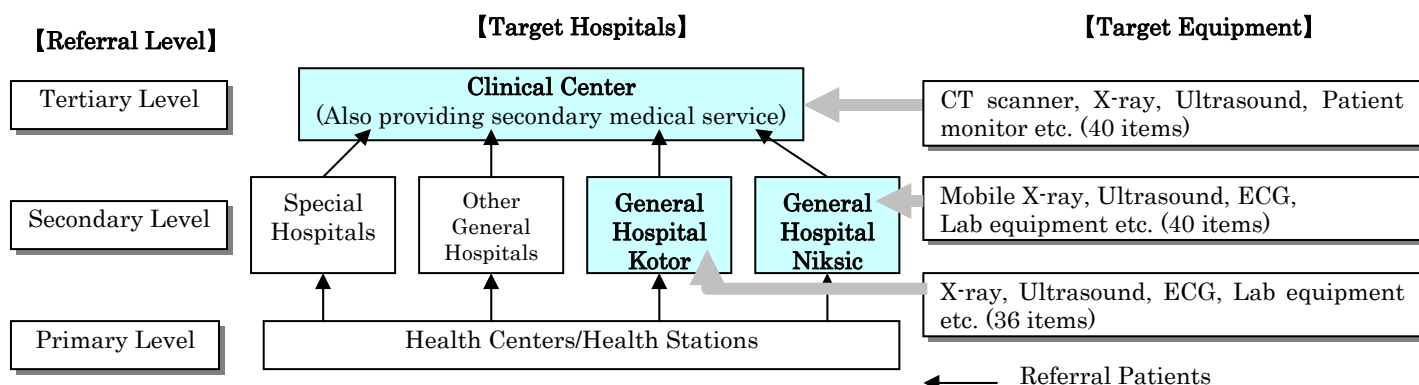 【Referral Level】
【Target Hospitals】
【Target Equipment】
Tertiary Level
Clinical Center
(Also providing secondary medical service)
CT scanner, X-ray, Ultrasound, Patient
monitor etc. (40 items)
Secondary Level
Special
Hospitals
Other
General
Hospitals
General
Hospital
Kotor
General
Hospital
Niksic
Mobile X-ray, Ultrasound, ECG,
Lab equipment etc. (40 items)
X-ray, Ultrasound, ECG, Lab equipment
etc. (36 items)
Primary Level
Health Centers/Health Stations
Referral Patients